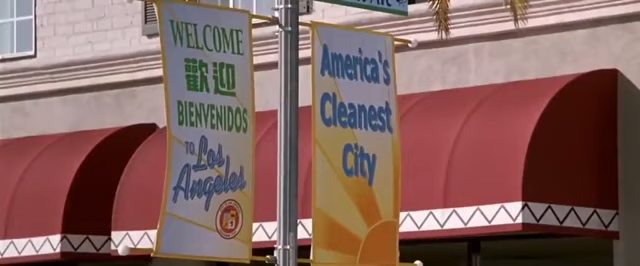 WELCOME
歡迎
BIENVENIDOS
TO Los
Angeles
America's
Cleanest
City